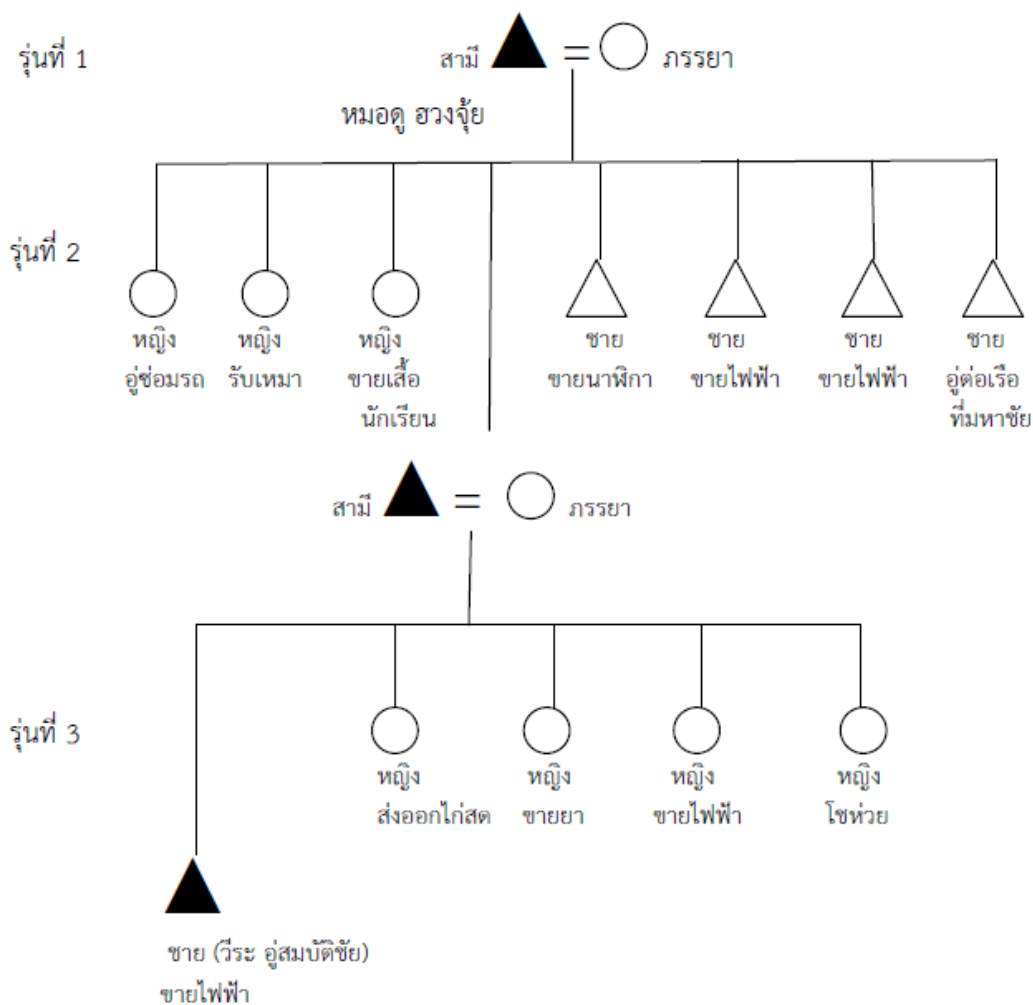 รุ่นที่ 1
สามี = ภรรยา
หมอดู ฮวงจุ้ย
รุ่นที่ 2
หญิง หญิง หญิง ชาย ชาย ชาย ชาย
อู่ซ่อมรถ รับเหมา ขายเสื้อ ขายนาฬิกา ขายไฟฟ้า ขายไฟฟ้า อู่ต่อเรือ
นักเรียน ที่มหาชัย
สามี = ภรรยา
รุ่นที่ 3
หญิง หญิง หญิง หญิง
ส่งออกไก่สด ขายยา ขายไฟฟ้า โชห่วย
ชาย (วีระ อู่สมบัติชัย)
ขายไฟฟ้า